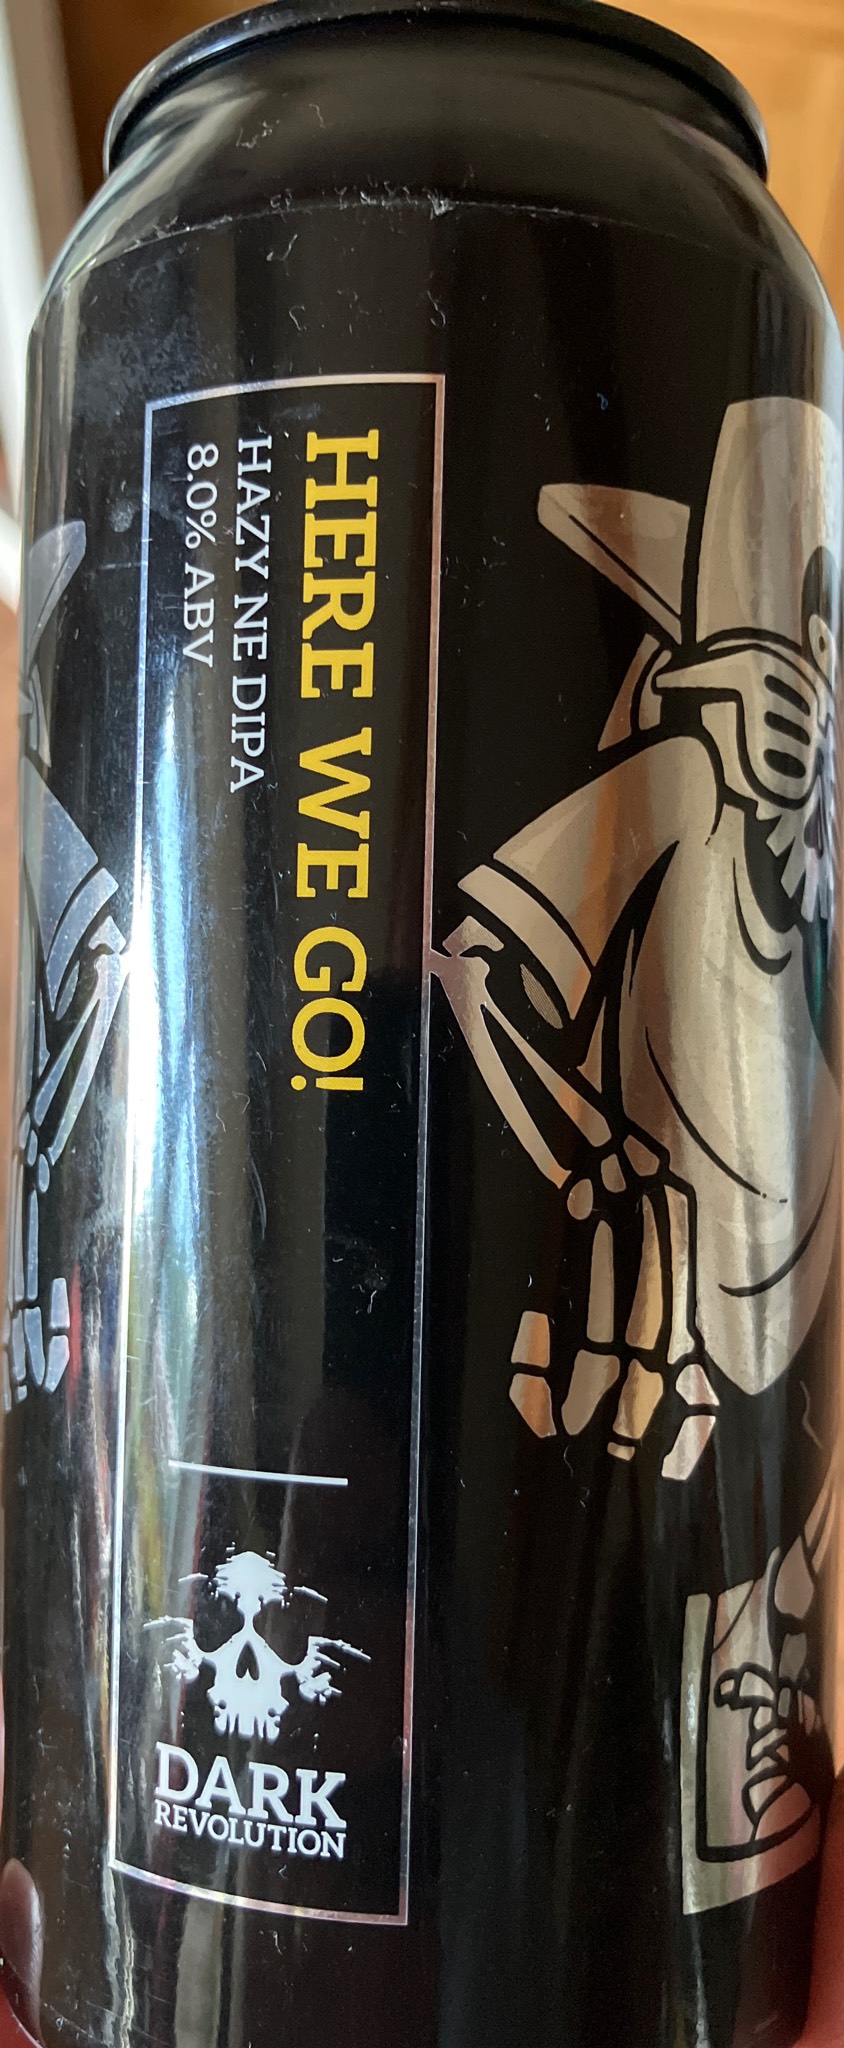 HERE WE GO!
HAZY NE DIPA
8.0% ABV
DARK
REVOLUTION